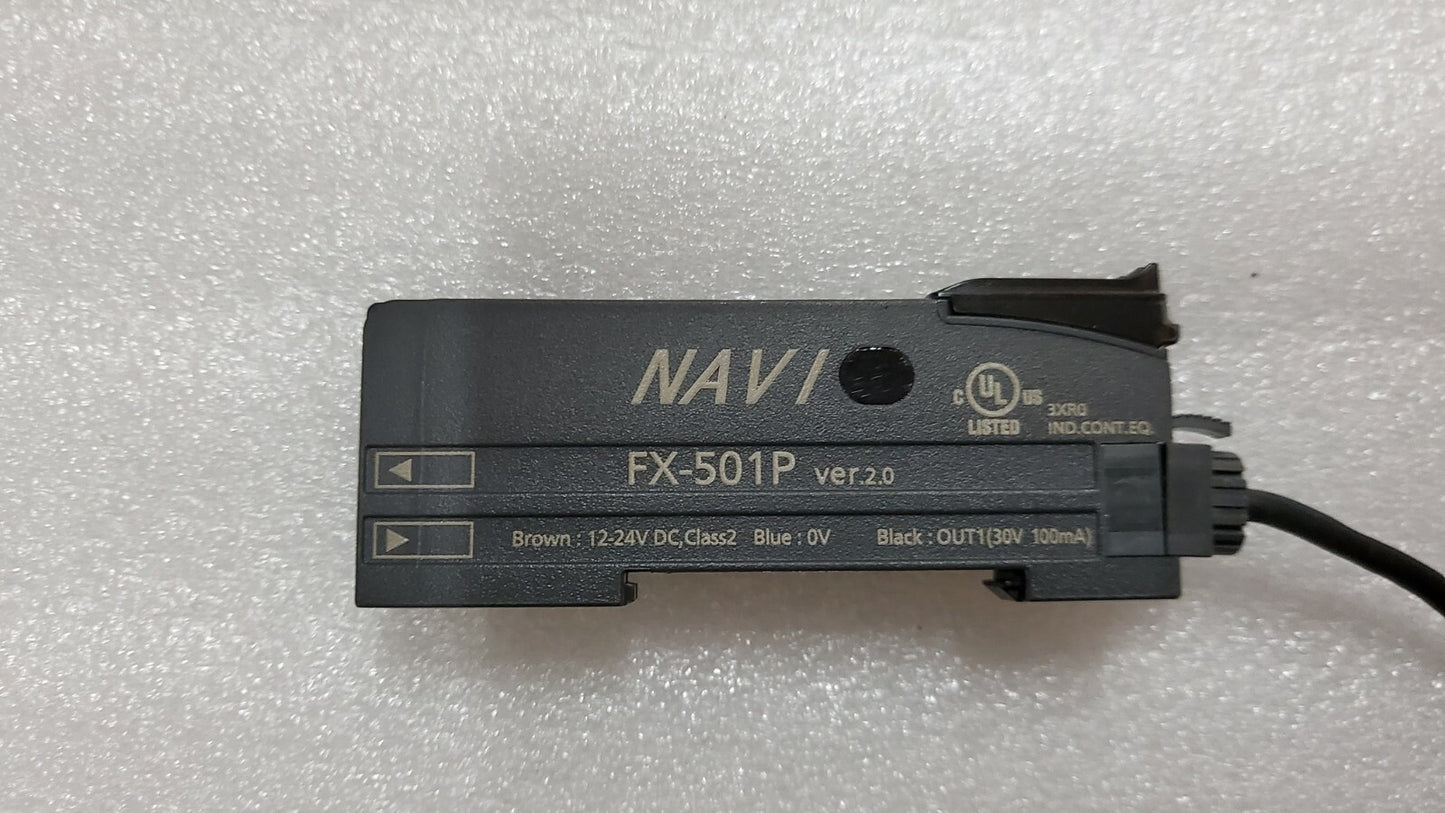 NAVI
C UL US
LISTED
3XRG
IND.CONT.EQ.
FX-501P ver.2.0
Brown : 12-24V DC,Class2 Blue : 0V Black : OUT1(30V 100mA)